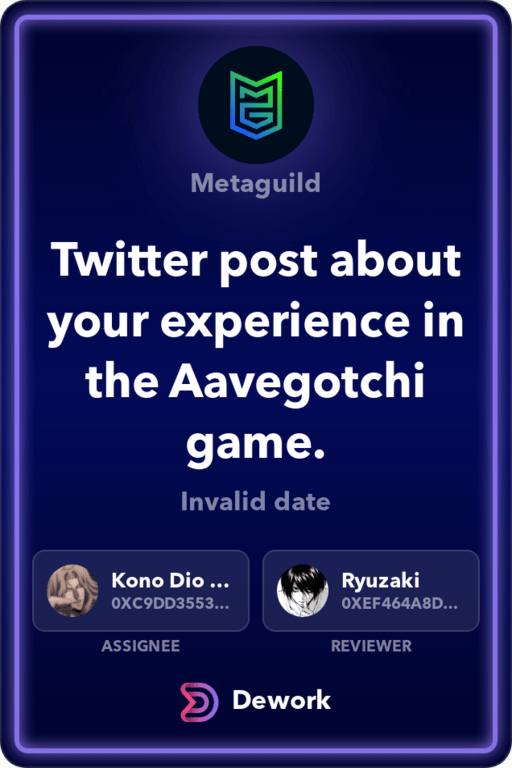 Metaguild
Twitter post about
your experience in
the Aavegotchi
game.
Invalid date
Kono Dio ...
0XC9DD3553...
Ryuzaki
0XEF464A8D...
ASSIGNEE
REVIEWER
Dework